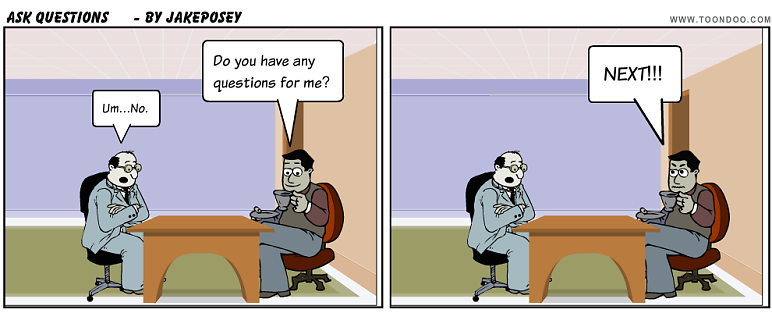 ASK QUESTIONS - BY JAKEPOSEY
WWW.TOONDOO.COM
Do you have any
questions for me?
Um...No.
NEXT!!!